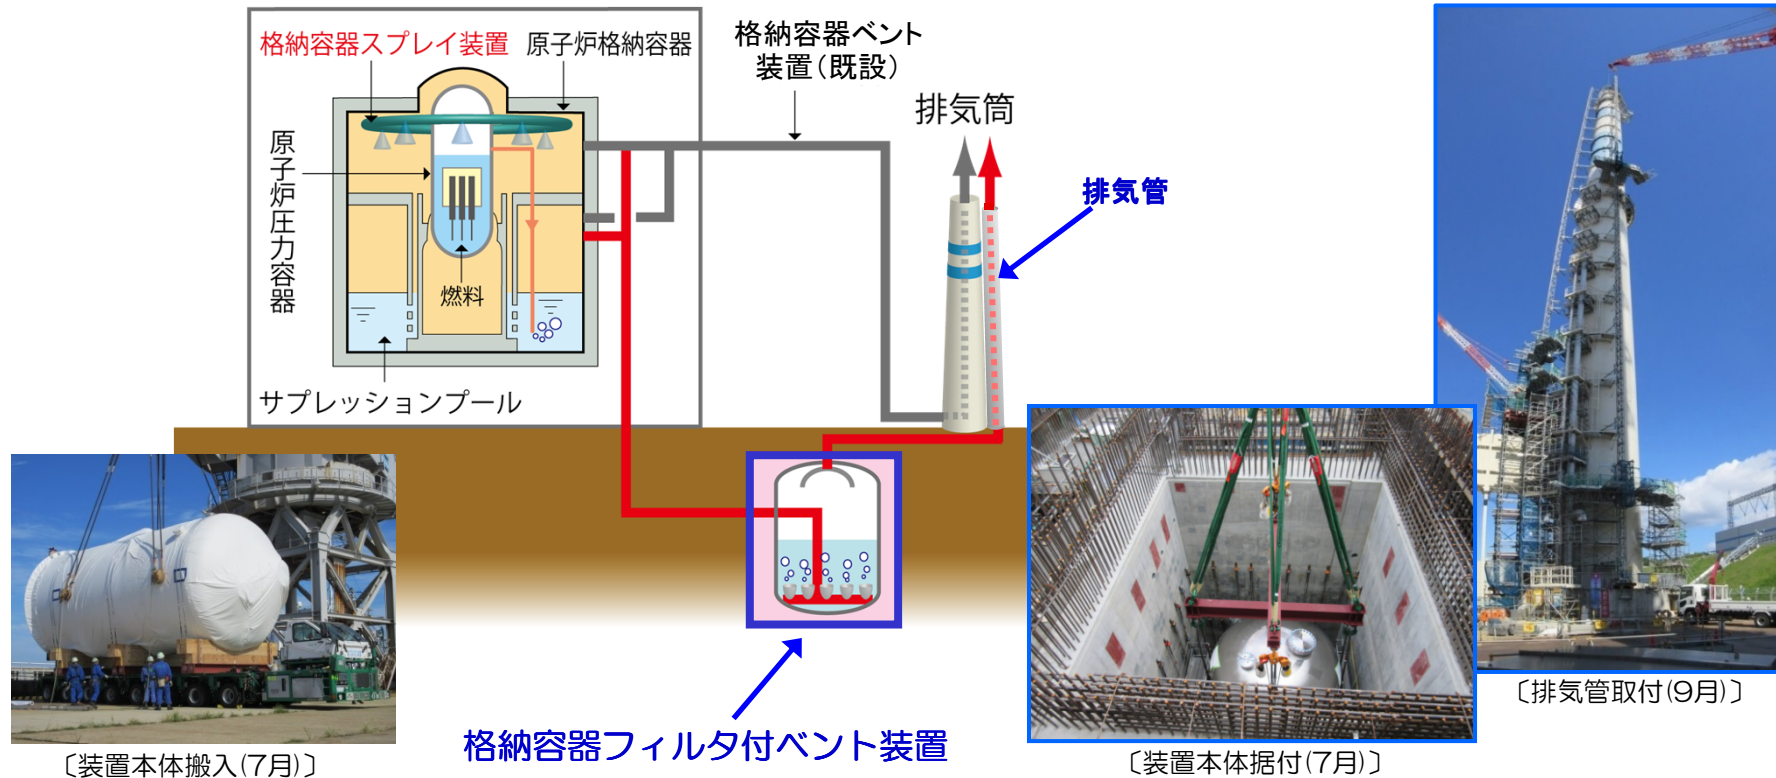 格納容器スプレイ装置
原子炉格納容器
格納容器ベント
装置(既設)
排気筒
排気管
原子炉圧力容器
燃料
サプレッションプール
格納容器フィルタ付ベント装置
〔装置本体搬入(7月)〕
〔装置本体据付(7月)〕
〔排気管取付(9月)〕